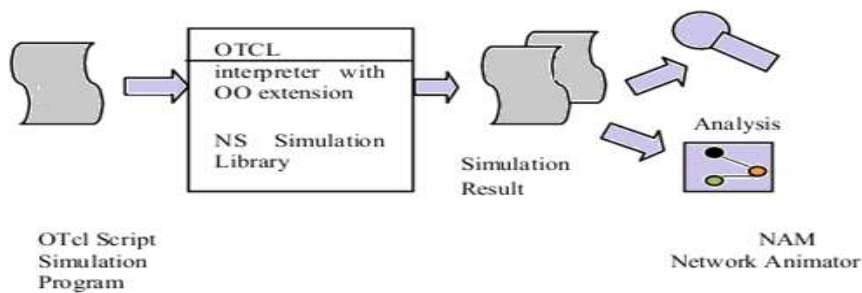 OTCL
interpreter with
OO extension
NS Simulation
Library
Simulation
Result
Analysis
OTcl Script
Simulation
Program
NAM
Network Animator